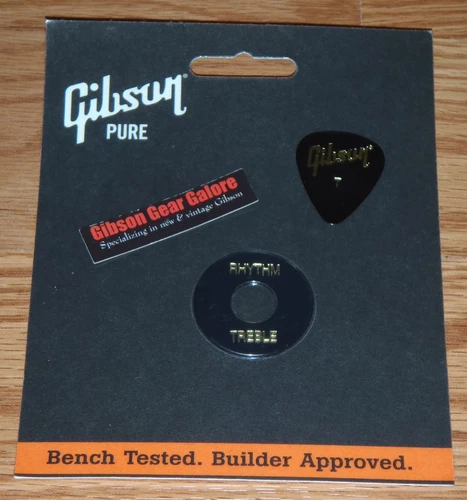 Gibson
PURE
Gibson
T
Gibson Gear Galore
Specializing in new & vintage Gibson
RHYTHM
TREBLE
Bench Tested. Builder Approved.